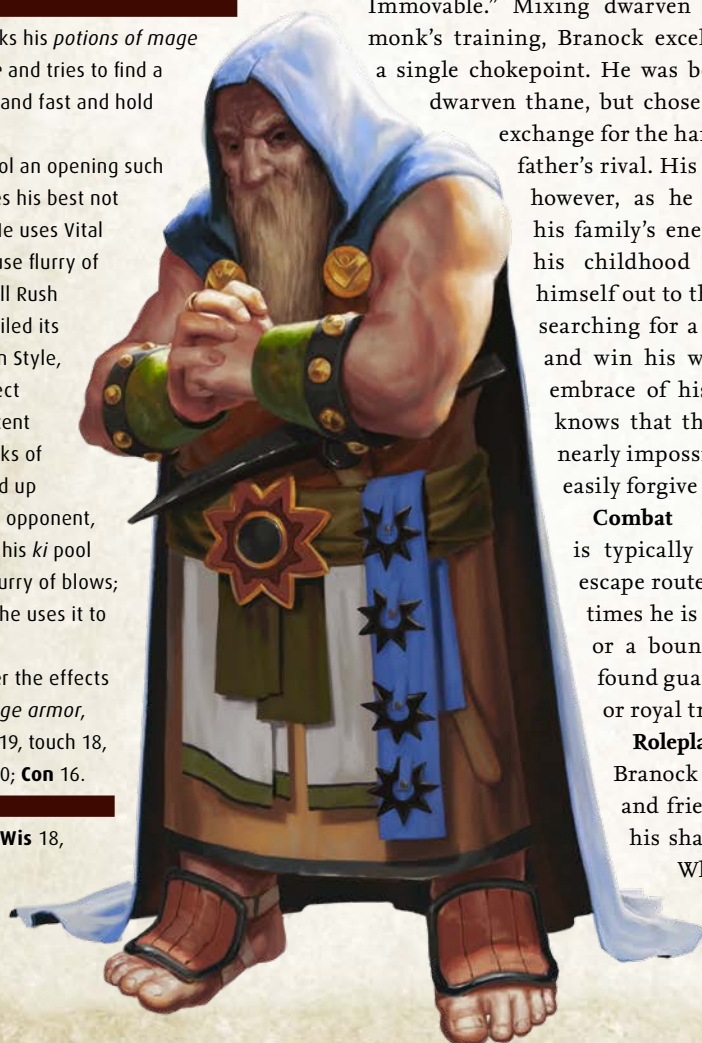 ks his potions of mage
and tries to find a
and fast and hold
ol an opening such
es his best not
He uses Vital
use flurry of
ll Rush
iled its
n Style,
ect
cent
ks of
d up
opponent,
his ki pool
urry of blows;
he uses it to
er the effects
ge armor,
19, touch 18,
0; Con 16.
Wis 18,
Immovable.” Mixing dwarven
monk’s training, Branock excel
a single chokepoint. He was b
dwarven thane, but chose
exchange for the har
father’s rival. His
however, as he
his family’s ene
his childhood
himself out to th
searching for a
and win his w
embrace of his
knows that th
nearly impossi
easily forgive
Combat
is typically
escape route
times he is
or a boun
found gua
or royal tr
Rolepla
Branock
and frie
his sha
Wh